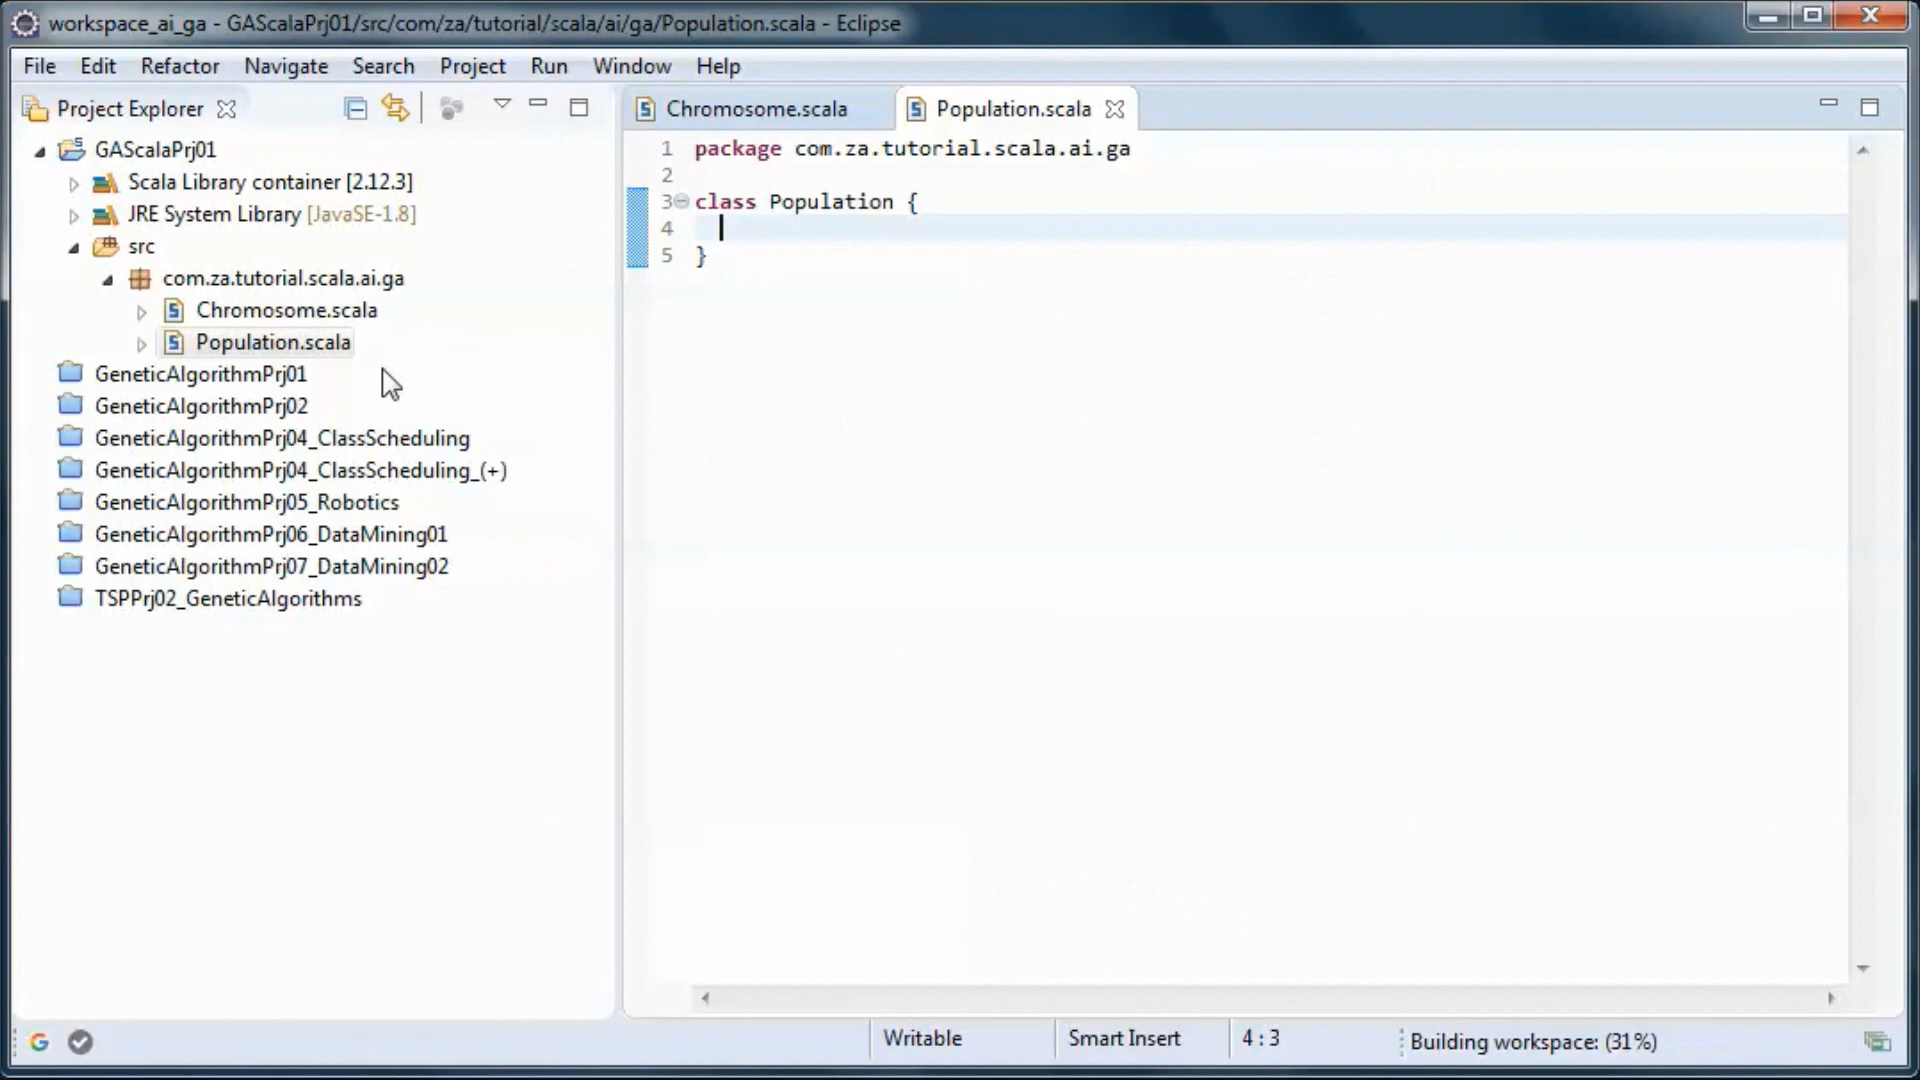 workspace_ai_ga - GAScalaPrj01/src/com/za/tutorial/scala/ai/ga/Population.scala - Eclipse
File Edit Refactor Navigate Search Project Run Window Help
Project Explorer
GAScalaPrj01
Scala Library container [2.12.3]
JRE System Library [JavaSE-1.8]
src
com.za.tutorial.scala.ai.ga
Chromosome.scala
Population.scala
GeneticAlgorithmPrj01
GeneticAlgorithmPrj02
GeneticAlgorithmPrj04_ClassScheduling
GeneticAlgorithmPrj04_ClassScheduling_(+)
GeneticAlgorithmPrj05_Robotics
GeneticAlgorithmPrj06_DataMining01
GeneticAlgorithmPrj07_DataMining02
TSPPrj02_GeneticAlgorithms
Chromosome.scala Population.scala
1 package com.za.tutorial.scala.ai.ga
2
3 class Population {
4
5 }
Writable Smart Insert 4 : 3 Building workspace: (31%)